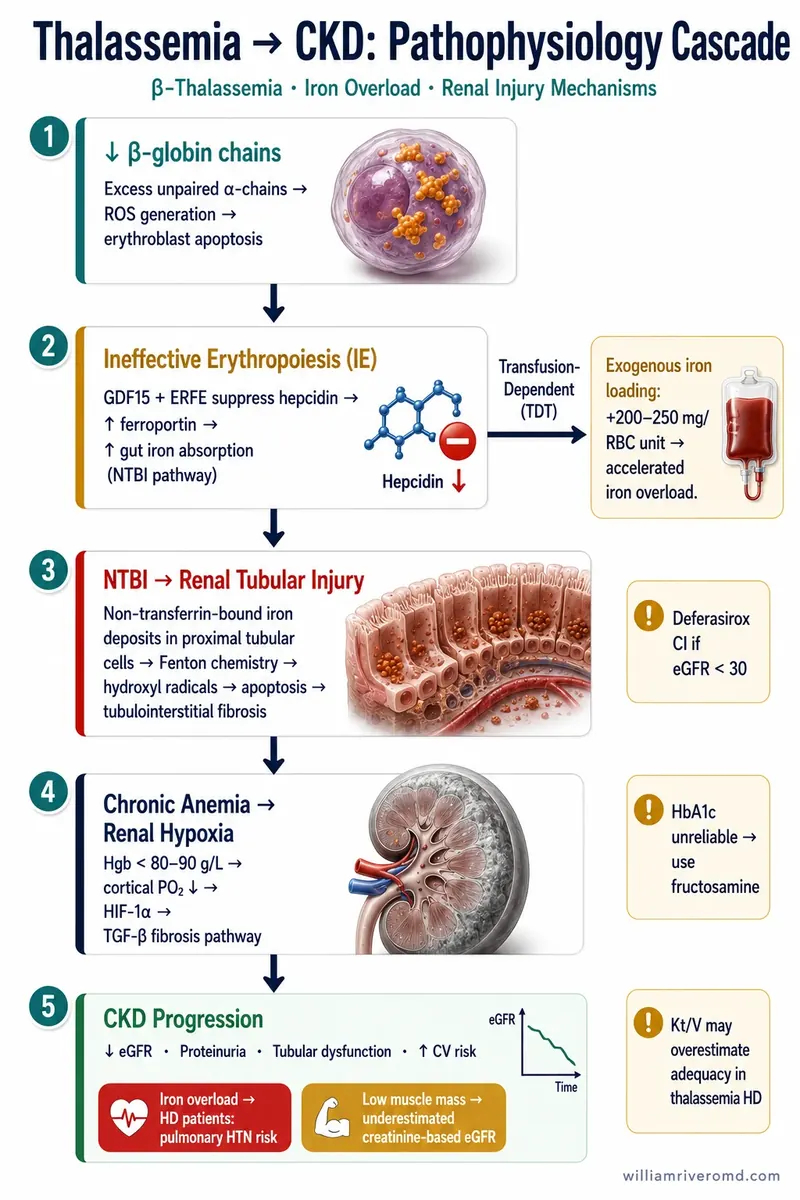 Thalassemia → CKD: Pathophysiology Cascade
β-Thalassemia · Iron Overload · Renal Injury Mechanisms
1
↓ β-globin chains
Excess unpaired α-chains →
ROS generation →
erythroblast apoptosis
2
Ineffective Erythropoiesis (IE)
GDF15 + ERFE suppress hepcidin →
↑ ferroportin →
↑ gut iron absorption
(NTBI pathway)
Hepcidin ↓
Transfusion-
Dependent
(TDT)
Exogenous iron
loading:
+200–250 mg/
RBC unit →
accelerated
iron overload.
3
NTBI → Renal Tubular Injury
Non-transferrin-bound iron
deposits in proximal tubular
cells → Fenton chemistry →
hydroxyl radicals → apoptosis →
tubulointerstitial fibrosis
!
Deferasirox
CI if
eGFR < 30
4
Chronic Anemia →
Renal Hypoxia
Hgb < 80–90 g/L →
cortical PO₂ ↓ →
HIF-1α →
TGF-β fibrosis pathway
!
HbA1c
unreliable →
use
fructosamine
5
CKD Progression
↓ eGFR · Proteinuria · Tubular dysfunction · ↑ CV risk
eGFR
Time
Iron overload →
HD patients:
pulmonary HTN risk
Low muscle mass →
underestimated
creatinine-based eGFR
!
Kt/V may
overestimate
adequacy in
thalassemia HD
williamriveromd.com